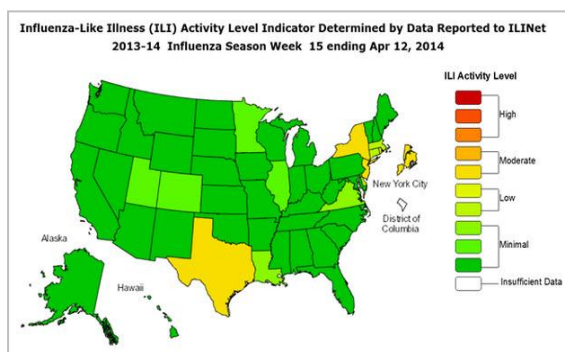 Influenza-Like Illness (ILI) Activity Level Indicator Determined by Data Reported to ILINet
2013-14 Influenza Season Week 15 ending Apr 12, 2014
ILI Activity Level
High
Moderate
New York City
Low
District of
Columbia
Alaska
Minimal
Hawaii
Insufficient Data